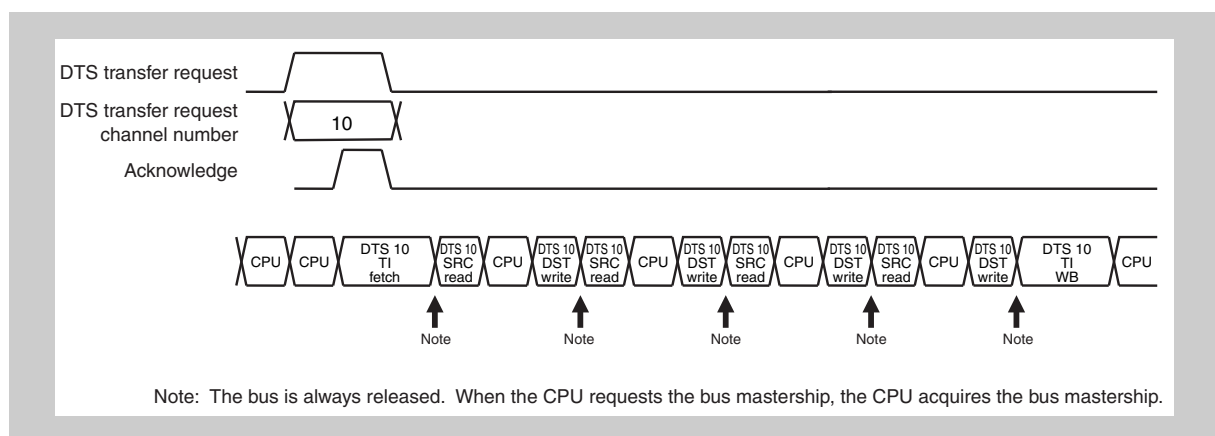 DTS transfer request
DTS transfer request
channel number
10
Acknowledge
CPU
CPU
DTS 10
TI
fetch
DTS 10
SRC
read
CPU
DTS 10
DST
write
DTS 10
SRC
read
CPU
DTS 10
DST
write
DTS 10
SRC
read
CPU
DTS 10
DST
write
DTS 10
SRC
read
CPU
DTS 10
DST
write
DTS 10
TI
WB
CPU
Note
Note
Note
Note
Note
Note: The bus is always released. When the CPU requests the bus mastership, the CPU acquires the bus mastership.